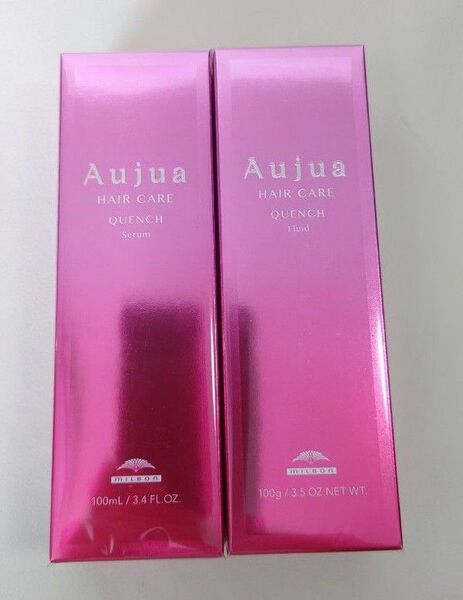 Aujua
HAIR CARE
QUENCH
Serum
MILBON
100mL / 3.4 FL.OZ.
Aujua
HAIR CARE
QUENCH
Fluid
MILBON
100g / 3.5 OZ.NET WT.